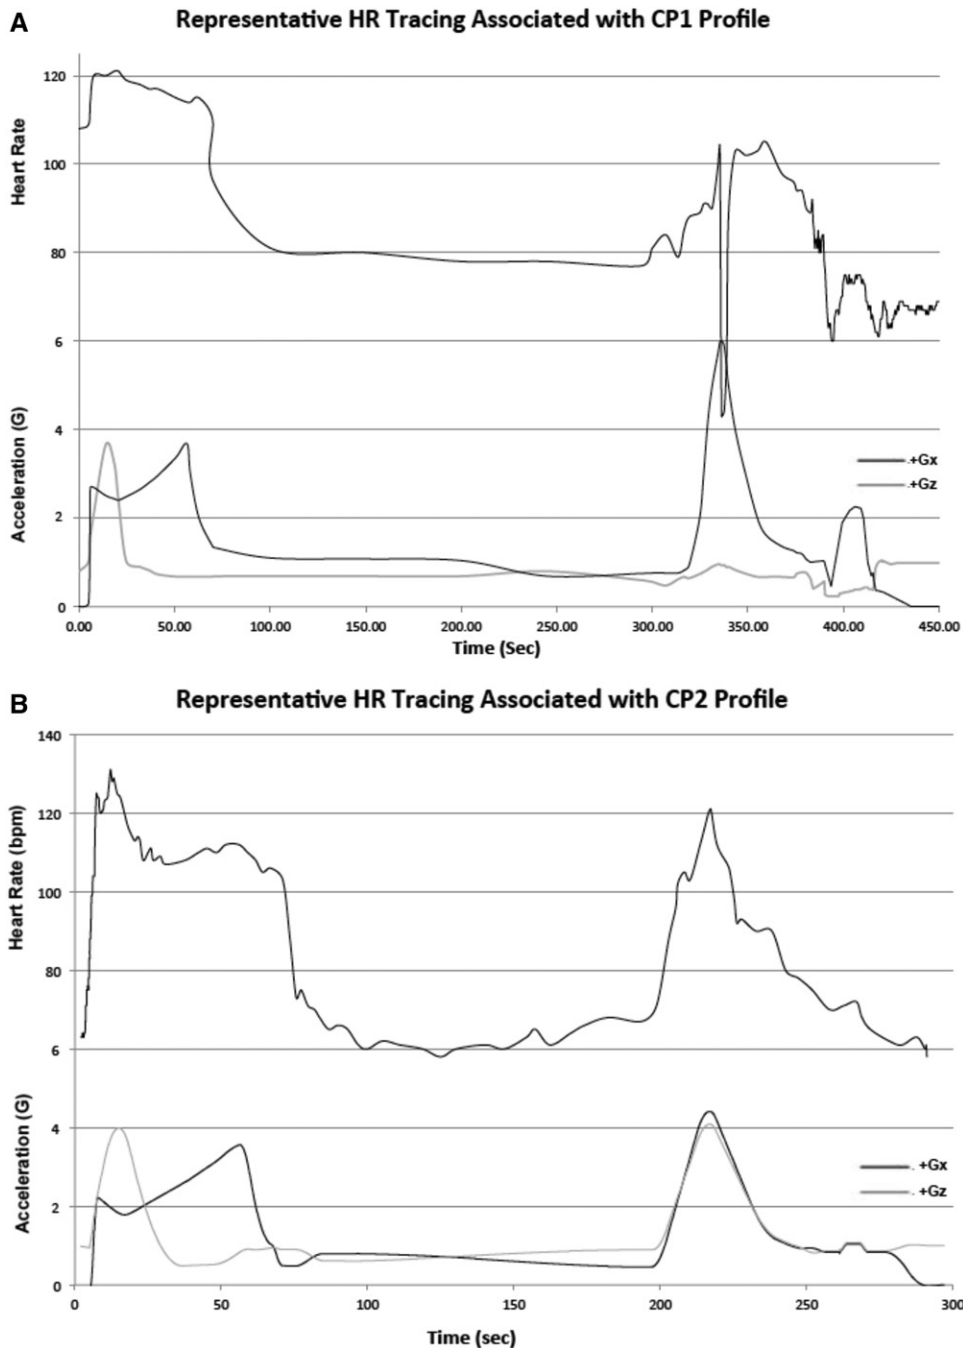 A
Representative HR Tracing Associated with CP1 Profile
Heart Rate
120
100
80
6
Acceleration (G)
4
2
0
+Gx
+Gz
0.00 50.00 100.00 150.00 200.00 250.00 300.00 350.00 400.00 450.00
Time (Sec)
B
Representative HR Tracing Associated with CP2 Profile
Heart Rate (bpm)
140
120
100
80
6
Acceleration (G)
4
2
0
+Gx
+Gz
0 50 100 150 200 250 300
Time (sec)